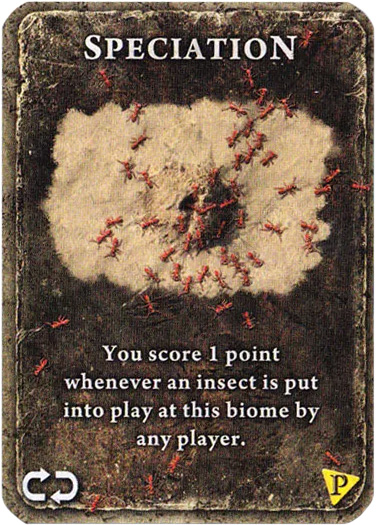 SPECIATION
You score 1 point
whenever an insect is put
into play at this biome by
any player.
P